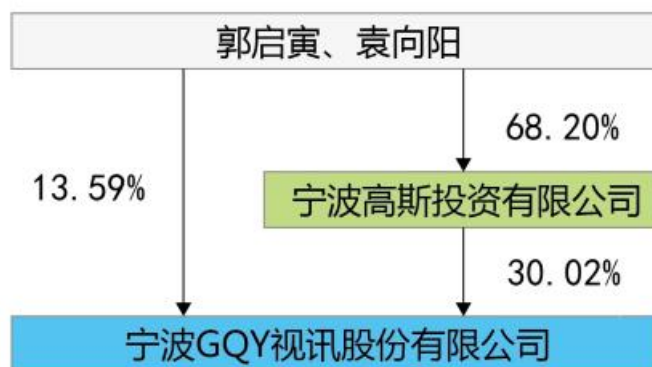 郭启寅、袁向阳
68.20%
13.59%
宁波高斯投资有限公司
30.02%
宁波GQY视讯股份有限公司